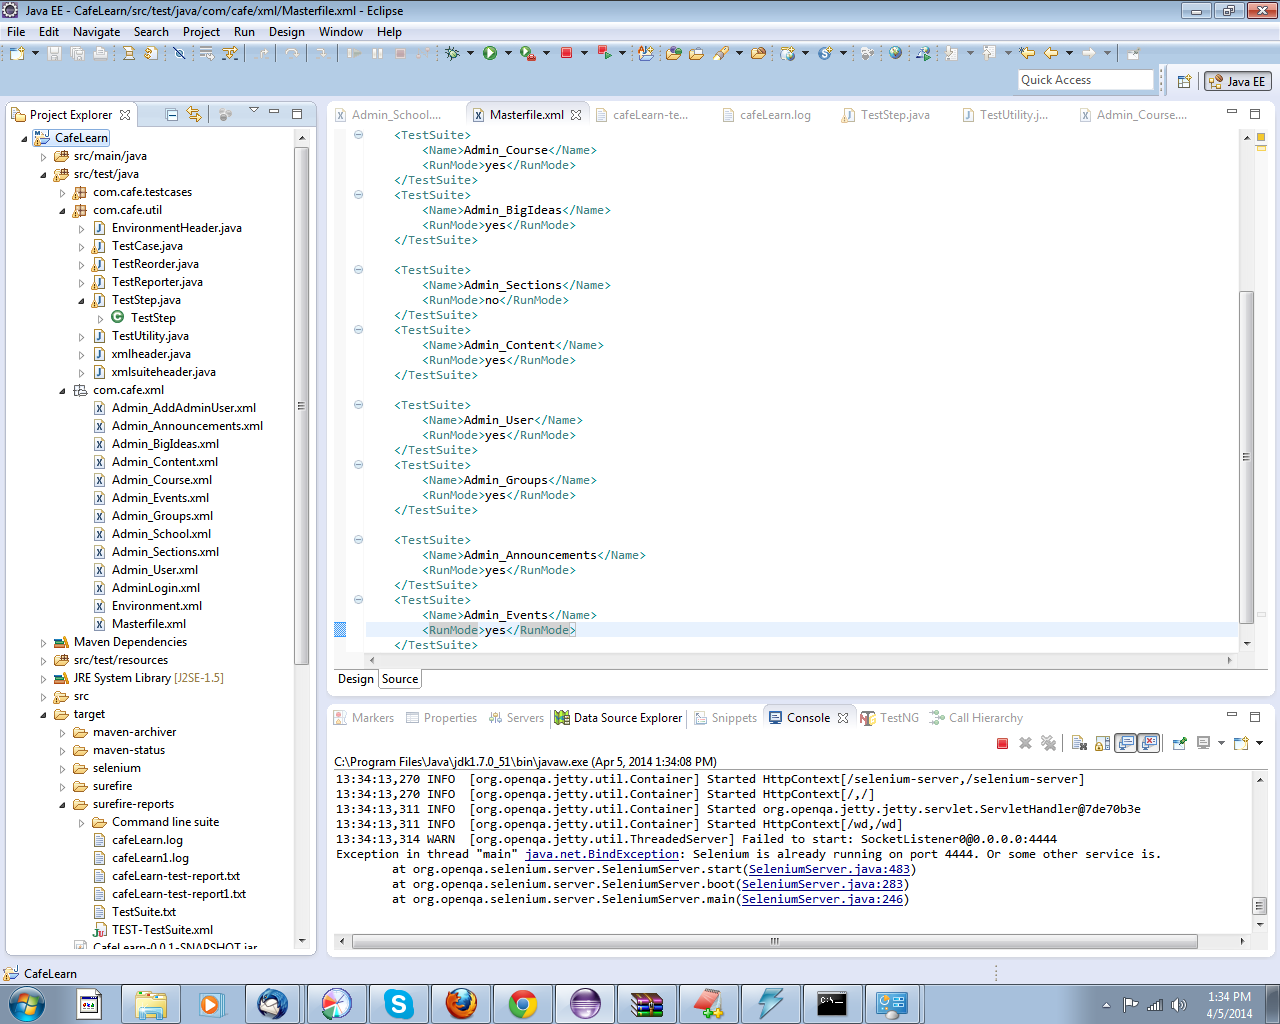 Java EE - CafeLearn/src/test/java/com/cafe/xml/Masterfile.xml - Eclipse
File Edit Navigate Search Project Run Design Window Help
Quick Access
Java EE
Project Explorer
CafeLearn
src/main/java
src/test/java
com.cafe.testcases
com.cafe.util
EnvironmentHeader.java
TestCase.java
TestReorder.java
TestReporter.java
TestStep.java
TestStep
TestUtility.java
xmlheader.java
xmlsuiteheader.java
com.cafe.xml
Admin_AddAdminUser.xml
Admin_Announcements.xml
Admin_BigIdeas.xml
Admin_Content.xml
Admin_Course.xml
Admin_Events.xml
Admin_Groups.xml
Admin_School.xml
Admin_Sections.xml
Admin_User.xml
AdminLogin.xml
Environment.xml
Masterfile.xml
Maven Dependencies
src/test/resources
JRE System Library [J2SE-1.5]
src
target
maven-archiver
maven-status
selenium
surefire
surefire-reports
Command line suite
cafeLearn.log
cafeLearn1.log
cafeLearn-test-report.txt
cafeLearn-test-report1.txt
TestSuite.txt
TEST-TestSuite.xml
CafeLearn-0.0.1-SNAPSHOT.jar
Admin_School.... Masterfile.xml cafeLearn-te... cafeLearn.log TestStep.java TestUtility.j... Admin_Course....
<TestSuite>
<Name>Admin_Course</Name>
<RunMode>yes</RunMode>
</TestSuite>
<TestSuite>
<Name>Admin_BigIdeas</Name>
<RunMode>yes</RunMode>
</TestSuite>
<TestSuite>
<Name>Admin_Sections</Name>
<RunMode>no</RunMode>
</TestSuite>
<TestSuite>
<Name>Admin_Content</Name>
<RunMode>yes</RunMode>
</TestSuite>
<TestSuite>
<Name>Admin_User</Name>
<RunMode>yes</RunMode>
</TestSuite>
<TestSuite>
<Name>Admin_Groups</Name>
<RunMode>yes</RunMode>
</TestSuite>
<TestSuite>
<Name>Admin_Announcements</Name>
<RunMode>yes</RunMode>
</TestSuite>
<TestSuite>
<Name>Admin_Events</Name>
<RunMode>yes</RunMode>
</TestSuite>
Design Source
Markers Properties Servers Data Source Explorer Snippets Console TestNG Call Hierarchy
C:\Program Files\Java\jdk1.7.0_51\bin\javaw.exe (Apr 5, 2014 1:34:08 PM)
13:34:13,270 INFO [org.openqa.jetty.util.Container] Started HttpContext[/selenium-server,/selenium-server]
13:34:13,270 INFO [org.openqa.jetty.util.Container] Started HttpContext[/,/]
13:34:13,311 INFO [org.openqa.jetty.util.Container] Started org.openqa.jetty.jetty.servlet.ServletHandler@7de70b3e
13:34:13,311 INFO [org.openqa.jetty.util.Container] Started HttpContext[/wd,/wd]
13:34:13,314 WARN [org.openqa.jetty.util.ThreadedServer] Failed to start: SocketListener0@0.0.0.0:4444
Exception in thread "main" java.net.BindException: Selenium is already running on port 4444. Or some other service is.
at org.openqa.selenium.server.SeleniumServer.start(SeleniumServer.java:483)
at org.openqa.selenium.server.SeleniumServer.boot(SeleniumServer.java:283)
at org.openqa.selenium.server.SeleniumServer.main(SeleniumServer.java:246)
CafeLearn
1:34 PM
4/5/2014